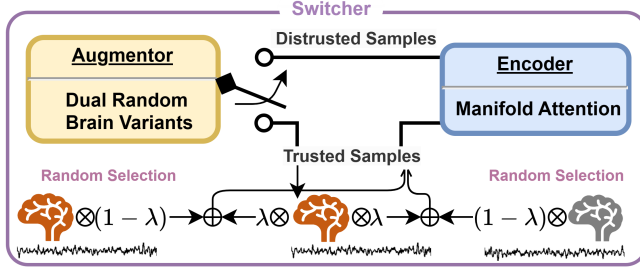 Switcher
Augmentor
Dual Random
Brain Variants
Distrusted Samples
Encoder
Manifold Attention
Trusted Samples
Random Selection
Random Selection
⊗(1 − λ) ⊕ λ⊗ ⊗λ ⊕ (1 − λ)⊗